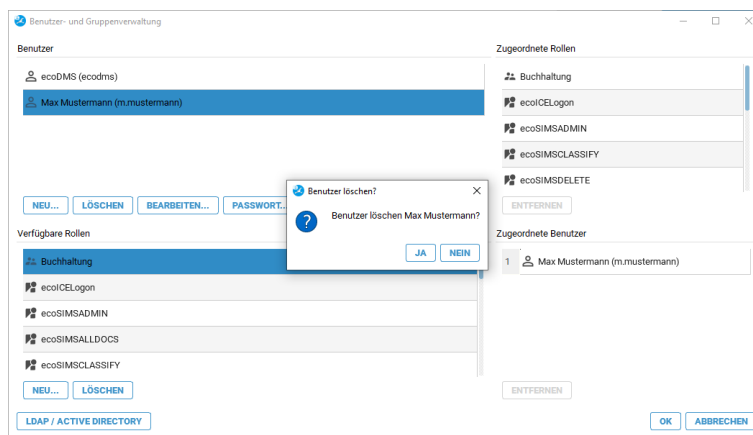 Benutzer- und Gruppenverwaltung
Benutzer
ecoDMS (ecodms)
Max Mustermann (m.mustermann)
NEU...
LÖSCHEN
BEARBEITEN...
PASSWORT...
Zugeordnete Rollen
Buchhaltung
ecoICELogon
ecoSIMSADMIN
ecoSIMSCLASSIFY
ecoSIMSDELETE
ENTFERNEN
Benutzer löschen?
Benutzer löschen Max Mustermann?
JA
NEIN
Verfügbare Rollen
Buchhaltung
ecoICELogon
ecoSIMSADMIN
ecoSIMSALLDOCS
ecoSIMSCLASSIFY
NEU...
LÖSCHEN
Zugeordnete Benutzer
1 Max Mustermann (m.mustermann)
ENTFERNEN
LDAP / ACTIVE DIRECTORY
OK
ABBRECHEN